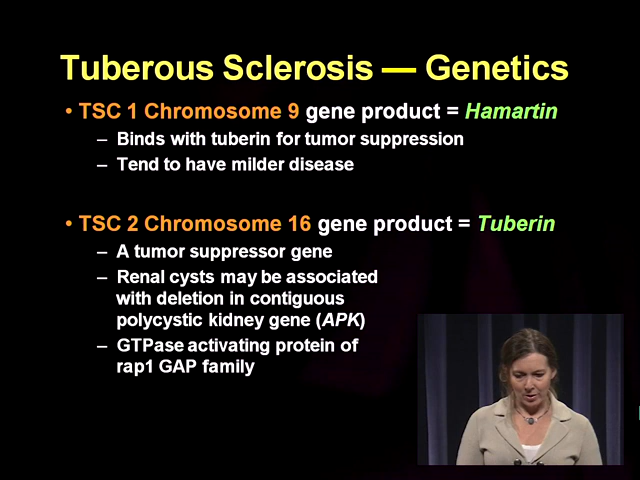 Tuberous Sclerosis — Genetics
• TSC 1 Chromosome 9 gene product = Hamartin
– Binds with tuberin for tumor suppression
– Tend to have milder disease
• TSC 2 Chromosome 16 gene product = Tuberin
– A tumor suppressor gene
– Renal cysts may be associated
with deletion in contiguous
polycystic kidney gene (APK)
– GTPase activating protein of
rap1 GAP family